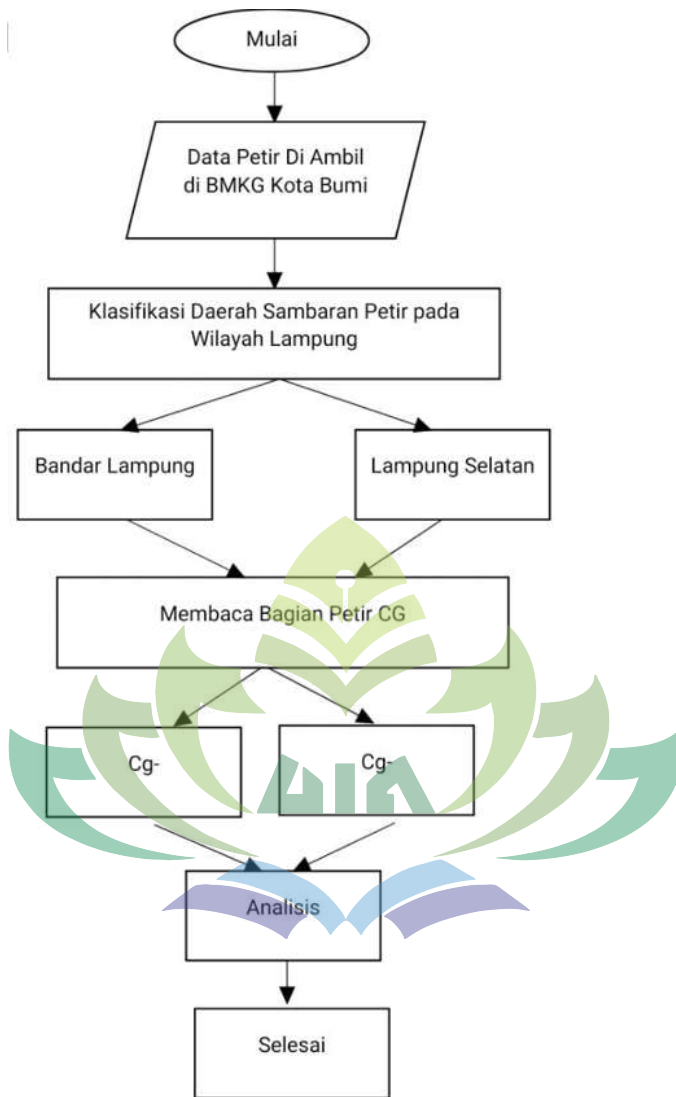 Mulai
Data Petir Di Ambil
di BMKG Kota Bumi
Klasifikasi Daerah Sambaran Petir pada
Wilayah Lampung
Bandar Lampung
Lampung Selatan
Membaca Bagian Petir CG
Cg-
Cg-
Analisis
Selesai